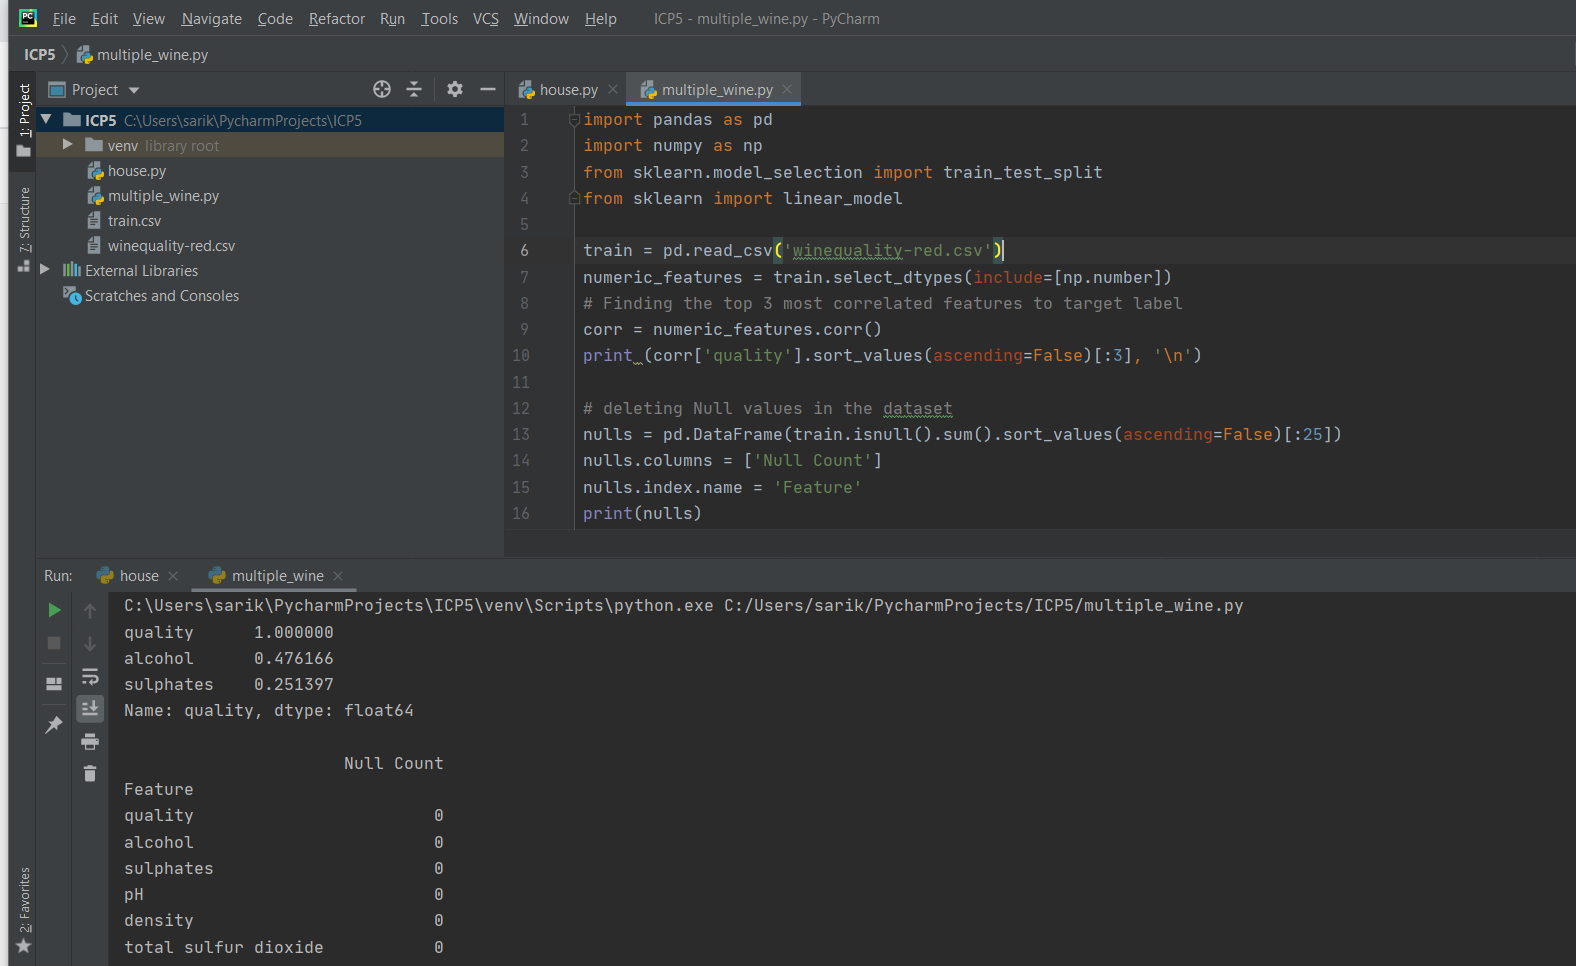 PC File Edit View Navigate Code Refactor Run Tools VCS Window Help ICP5 - multiple_wine.py - PyCharm
ICP5 multiple_wine.py
Project
house.py multiple_wine.py
1: Project
7: Structure
2: Favorites
ICP5 C:\Users\sarik\PycharmProjects\ICP5
venv library root
house.py
multiple_wine.py
train.csv
winequality-red.csv
External Libraries
Scratches and Consoles
1 import pandas as pd
2 import numpy as np
3 from sklearn.model_selection import train_test_split
4 from sklearn import linear_model
5
6 train = pd.read_csv('winequality-red.csv')
7 numeric_features = train.select_dtypes(include=[np.number])
8 # Finding the top 3 most correlated features to target label
9 corr = numeric_features.corr()
10 print (corr['quality'].sort_values(ascending=False)[:3], '\n')
11
12 # deleting Null values in the dataset
13 nulls = pd.DataFrame(train.isnull().sum().sort_values(ascending=False)[:25])
14 nulls.columns = ['Null Count']
15 nulls.index.name = 'Feature'
16 print(nulls)
Run: house multiple_wine
C:\Users\sarik\PycharmProjects\ICP5\venv\Scripts\python.exe C:/Users/sarik/PycharmProjects/ICP5/multiple_wine.py
quality 1.000000
alcohol 0.476166
sulphates 0.251397
Name: quality, dtype: float64
Null Count
Feature
quality 0
alcohol 0
sulphates 0
pH 0
density 0
total sulfur dioxide 0